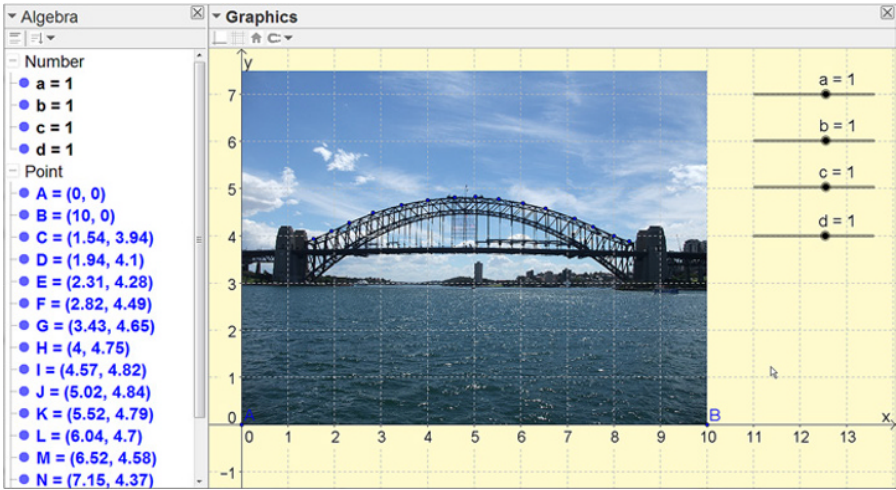 Algebra
Number
a = 1
b = 1
c = 1
d = 1
Point
A = (0, 0)
B = (10, 0)
C = (1.54, 3.94)
D = (1.94, 4.1)
E = (2.31, 4.28)
F = (2.82, 4.49)
G = (3.43, 4.65)
H = (4, 4.75)
I = (4.57, 4.82)
J = (5.02, 4.84)
K = (5.52, 4.79)
L = (6.04, 4.7)
M = (6.52, 4.58)
N = (7.15, 4.37)
Graphics
y
7
6
5
4
3
2
1
0
−1
A
B
x
0 1 2 3 4 5 6 7 8 9 10 11 12 13
a = 1
b = 1
c = 1
d = 1